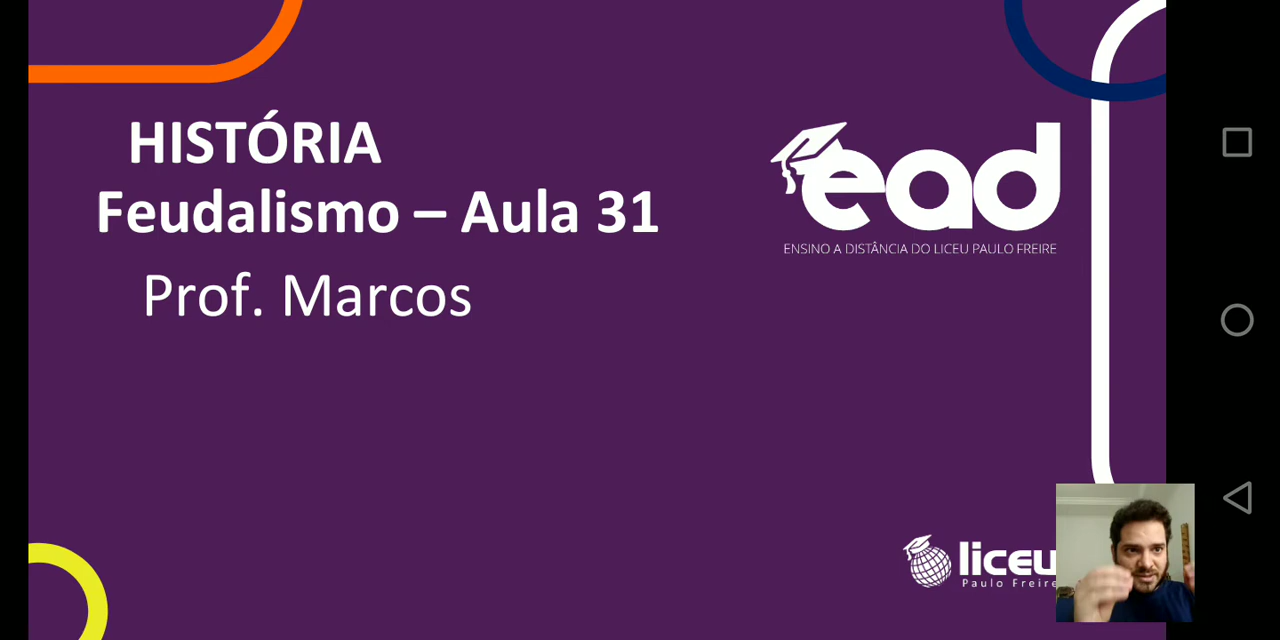 HISTÓRIA
Feudalismo – Aula 31
Prof. Marcos
ead
ENSINO A DISTÂNCIA DO LICEU PAULO FREIRE
liceu
Paulo Freire